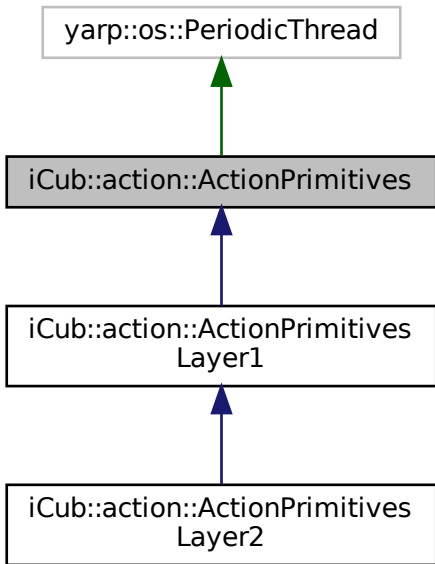 yarp::os::PeriodicThread
iCub::action::ActionPrimitives
iCub::action::ActionPrimitives
Layer1
iCub::action::ActionPrimitives
Layer2